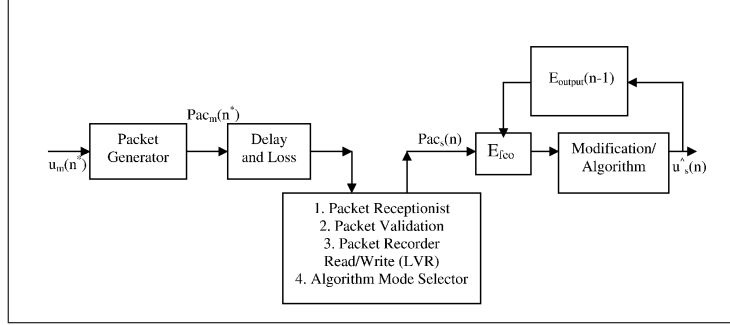 E_output(n-1)
Pac_m(n^*)
Packet
Generator
Delay
and Loss
Pac_s(n)
E_fco
Modification/
Algorithm
u_m(n^*)
u^^_s(n)
1. Packet Receptionist
2. Packet Validation
3. Packet Recorder
Read/Write (LVR)
4. Algorithm Mode Selector